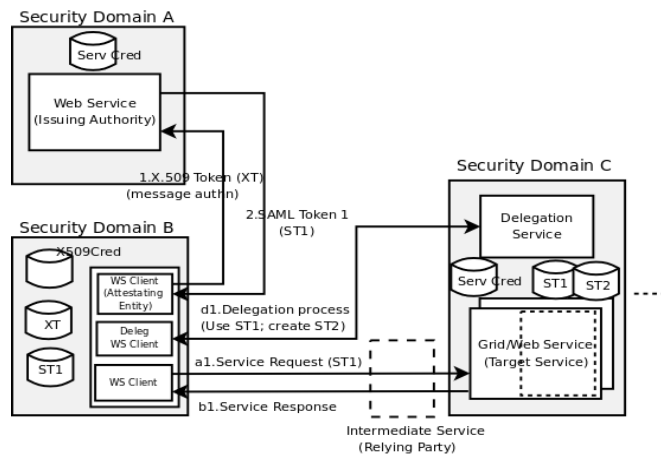 Security Domain A
Serv Cred
Web Service
(Issuing Authority)
1.X.509 Token (XT)
(message authn)
2.SAML Token 1
(ST1)
Security Domain B
X509Cred
XT
ST1
WS Client
(Attestating
Entity)
Deleg
WS Client
WS Client
d1.Delegation process
(Use ST1; create ST2)
a1.Service Request (ST1)
b1.Service Response
Intermediate Service
(Relying Party)
Security Domain C
Delegation
Service
Serv Cred
ST1
ST2
Grid/Web Service
(Target Service)